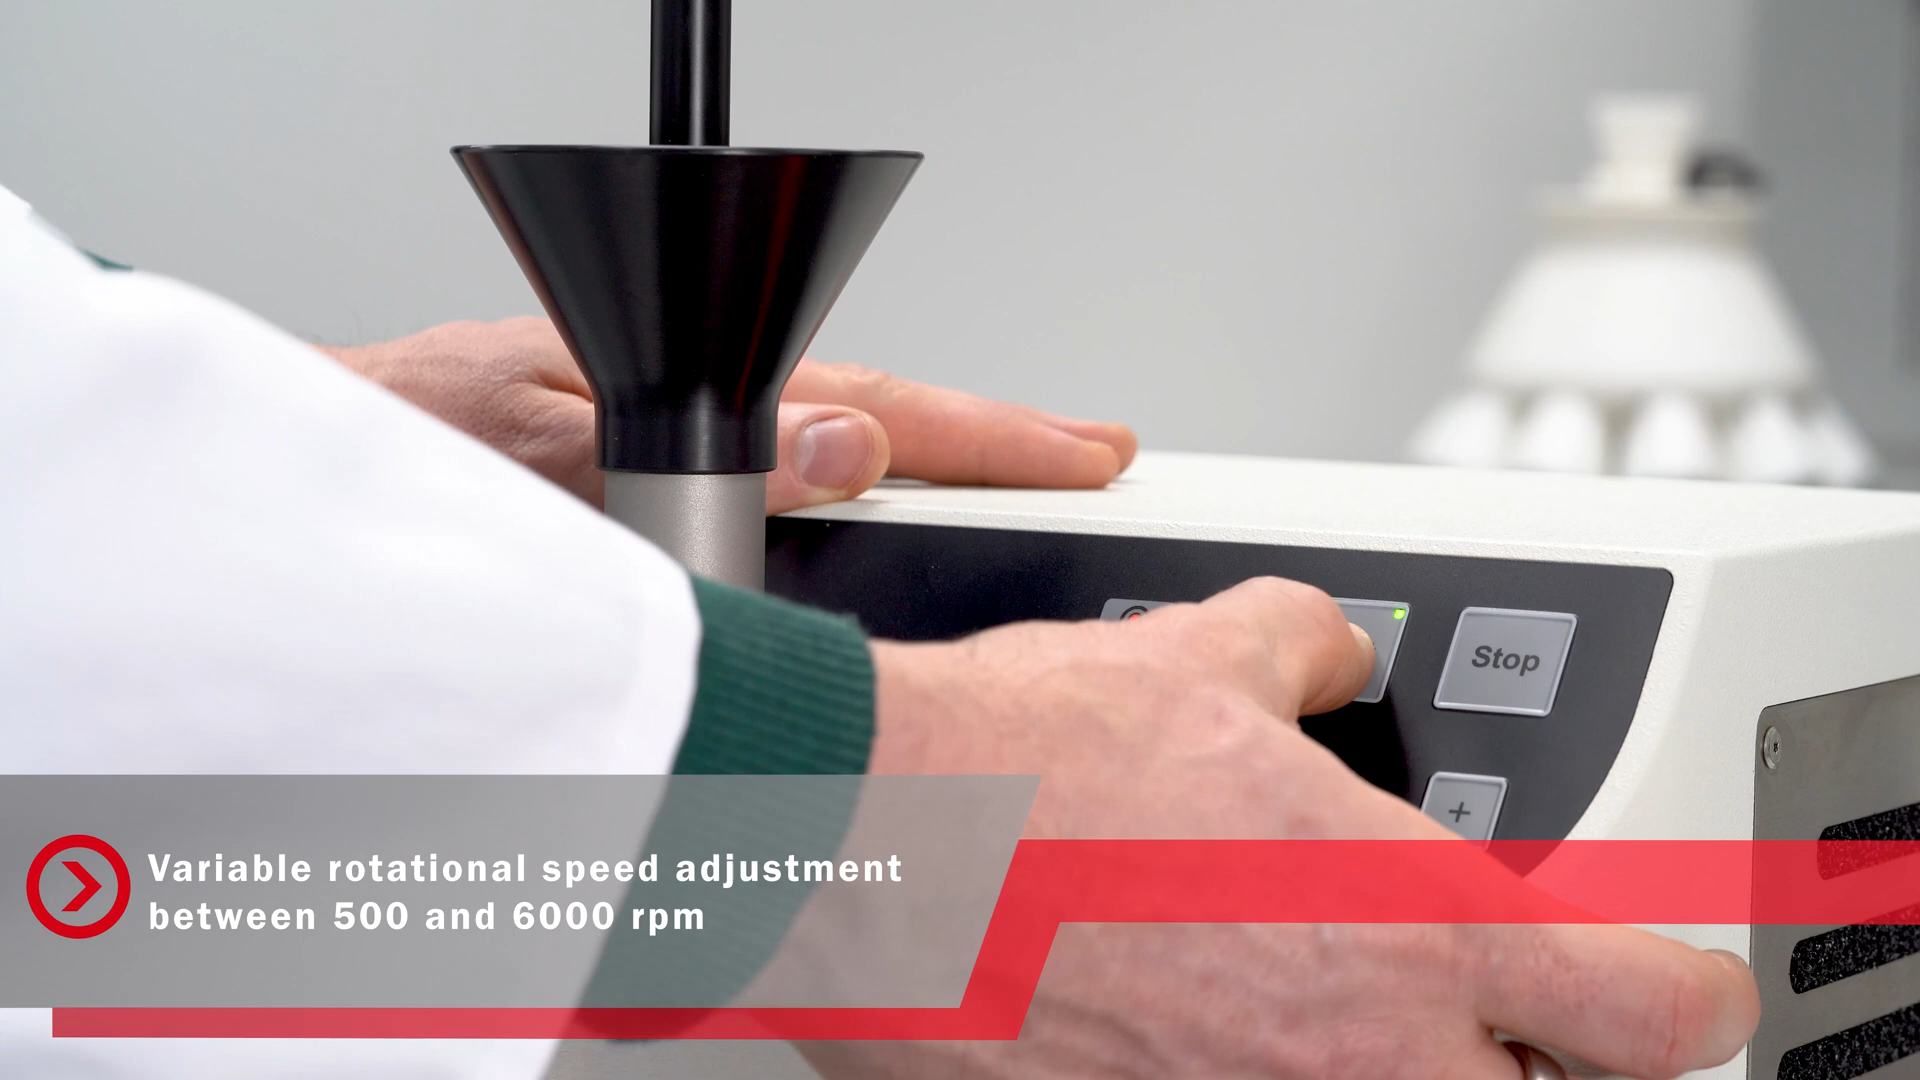 Stop
+
Variable rotational speed adjustment
between 500 and 6000 rpm